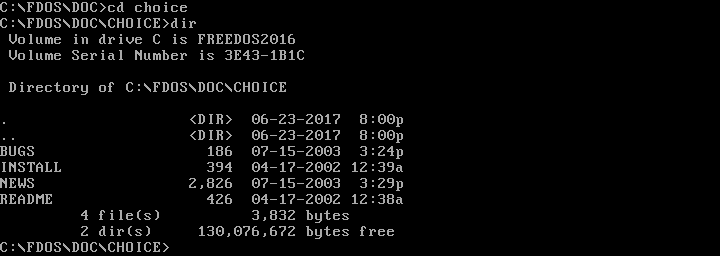 C:\FDOS\DOC>cd choice
C:\FDOS\DOC\CHOICE>dir
Volume in drive C is FREEDOS2016
Volume Serial Number is 3E43-1B1C
Directory of C:\FDOS\DOC\CHOICE
. <DIR> 06-23-2017 8:00p
.. <DIR> 06-23-2017 8:00p
BUGS 186 07-15-2003 3:24p
INSTALL 394 04-17-2002 12:39a
NEWS 2,826 07-15-2003 3:29p
README 426 04-17-2002 12:38a
4 file(s) 3,832 bytes
2 dir(s) 130,076,672 bytes free
C:\FDOS\DOC\CHOICE>